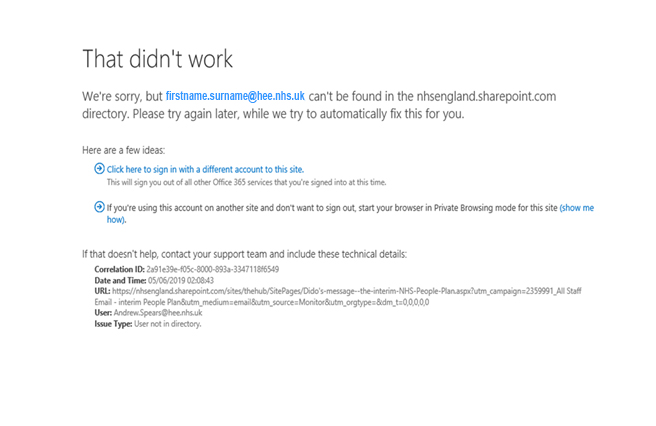 That didn't work
We're sorry, but firstname.surname@hee.nhs.uk can't be found in the nhsengland.sharepoint.com
directory. Please try again later, while we try to automatically fix this for you.
Here are a few ideas:
Click here to sign in with a different account to this site.
This will sign you out of all other Office 365 services that you're signed into at this time.
If you're using this account on another site and don't want to sign out, start your browser in Private Browsing mode for this site (show me
how).
If that doesn't help, contact your support team and include these technical details:
Correlation ID: 2a91e39e-f05c-8000-893a-3347118f6549
Date and Time: 05/06/2019 02:08:43
URL: https://nhsengland.sharepoint.com/sites/thehub/SitePages/Dido's-message--the-interim-NHS-People-Plan.aspx?utm_campaign=2359991_All Staff
Email - interim People Plan&utm_medium=email&utm_source=Monitor&utm_orgtype=&dm_t=0,0,0,0,0
User: Andrew.Spears@hee.nhs.uk
Issue Type: User not in directory.